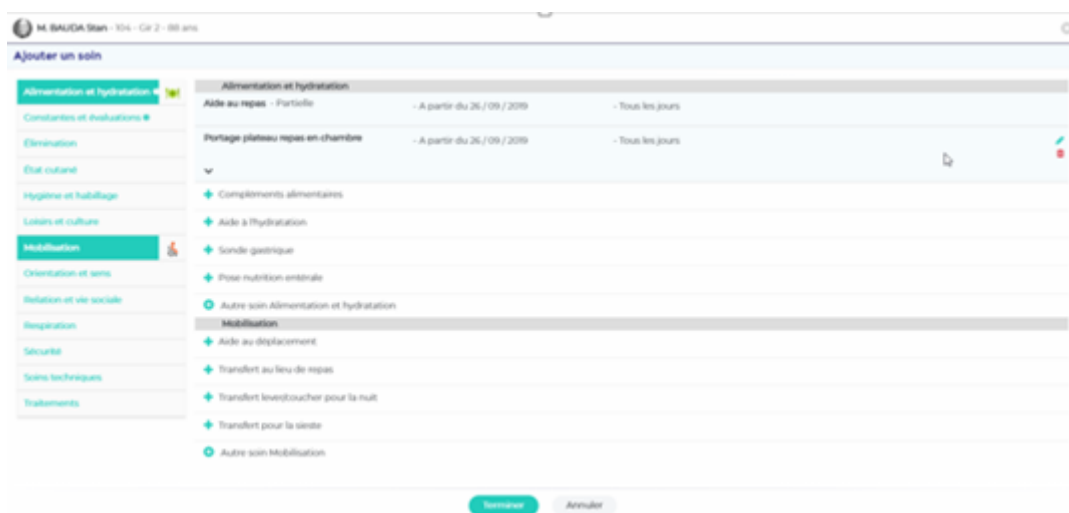 M. BAUDA Stan - 104 - Gir 2 - 88 ans
Ajouter un soin
Alimentation et hydratation
Constantes et évaluations
Élimination
État cutané
Hygiène et habillage
Loisirs et culture
Mobilisation
Orientation et sens
Relation et vie sociale
Respiration
Sécurité
Soins techniques
Traitements
Alimentation et hydratation
Aide au repas - Partielle - A partir du 26 / 09 / 2019 - Tous les jours
Portage plateau repas en chambre - A partir du 26 / 09 / 2019 - Tous les jours
Compléments alimentaires
Aide à l'hydratation
Sonde gastrique
Pose nutrition entérale
Autre soin Alimentation et hydratation
Mobilisation
Aide au déplacement
Transfert au lieu de repas
Transfert lever/coucher pour la nuit
Transfert pour la sieste
Autre soin Mobilisation
Terminer Annuler